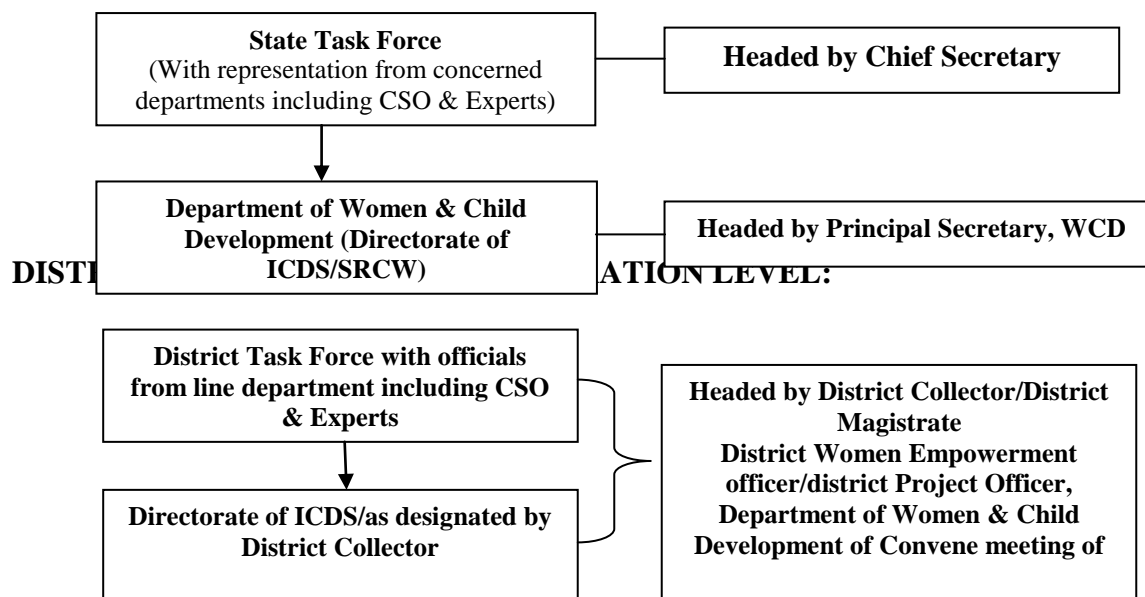 State Task Force
(With representation from concerned
departments including CSO & Experts)
Headed by Chief Secretary
Department of Women & Child
Development (Directorate of
ICDS/SRCW)
Headed by Principal Secretary, WCD
LEVEL:
District Task Force with officials
from line department including CSO
& Experts
Directorate of ICDS/as designated by
District Collector
Headed by District Collector/District
Magistrate
District Women Empowerment
officer/district Project Officer,
Department of Women & Child
Development of Convene meeting of